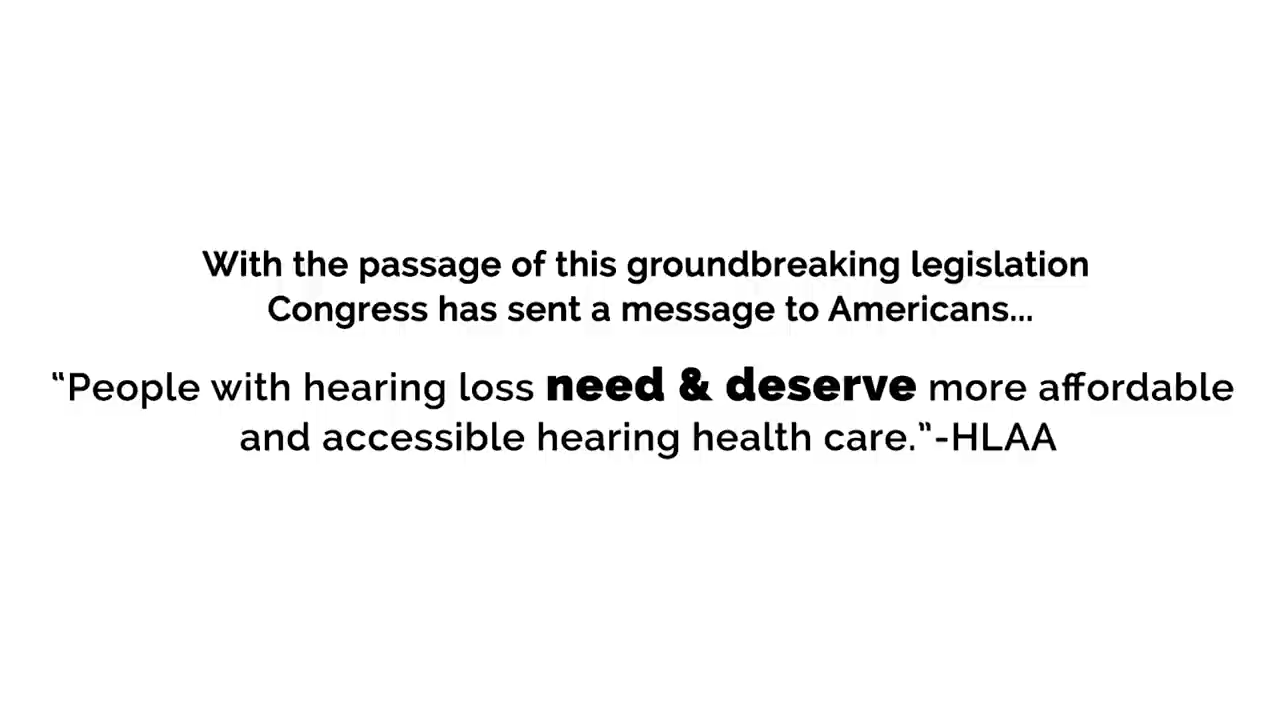 With the passage of this groundbreaking legislation
Congress has sent a message to Americans...
“People with hearing loss need & deserve more affordable
and accessible hearing health care.”-HLAA